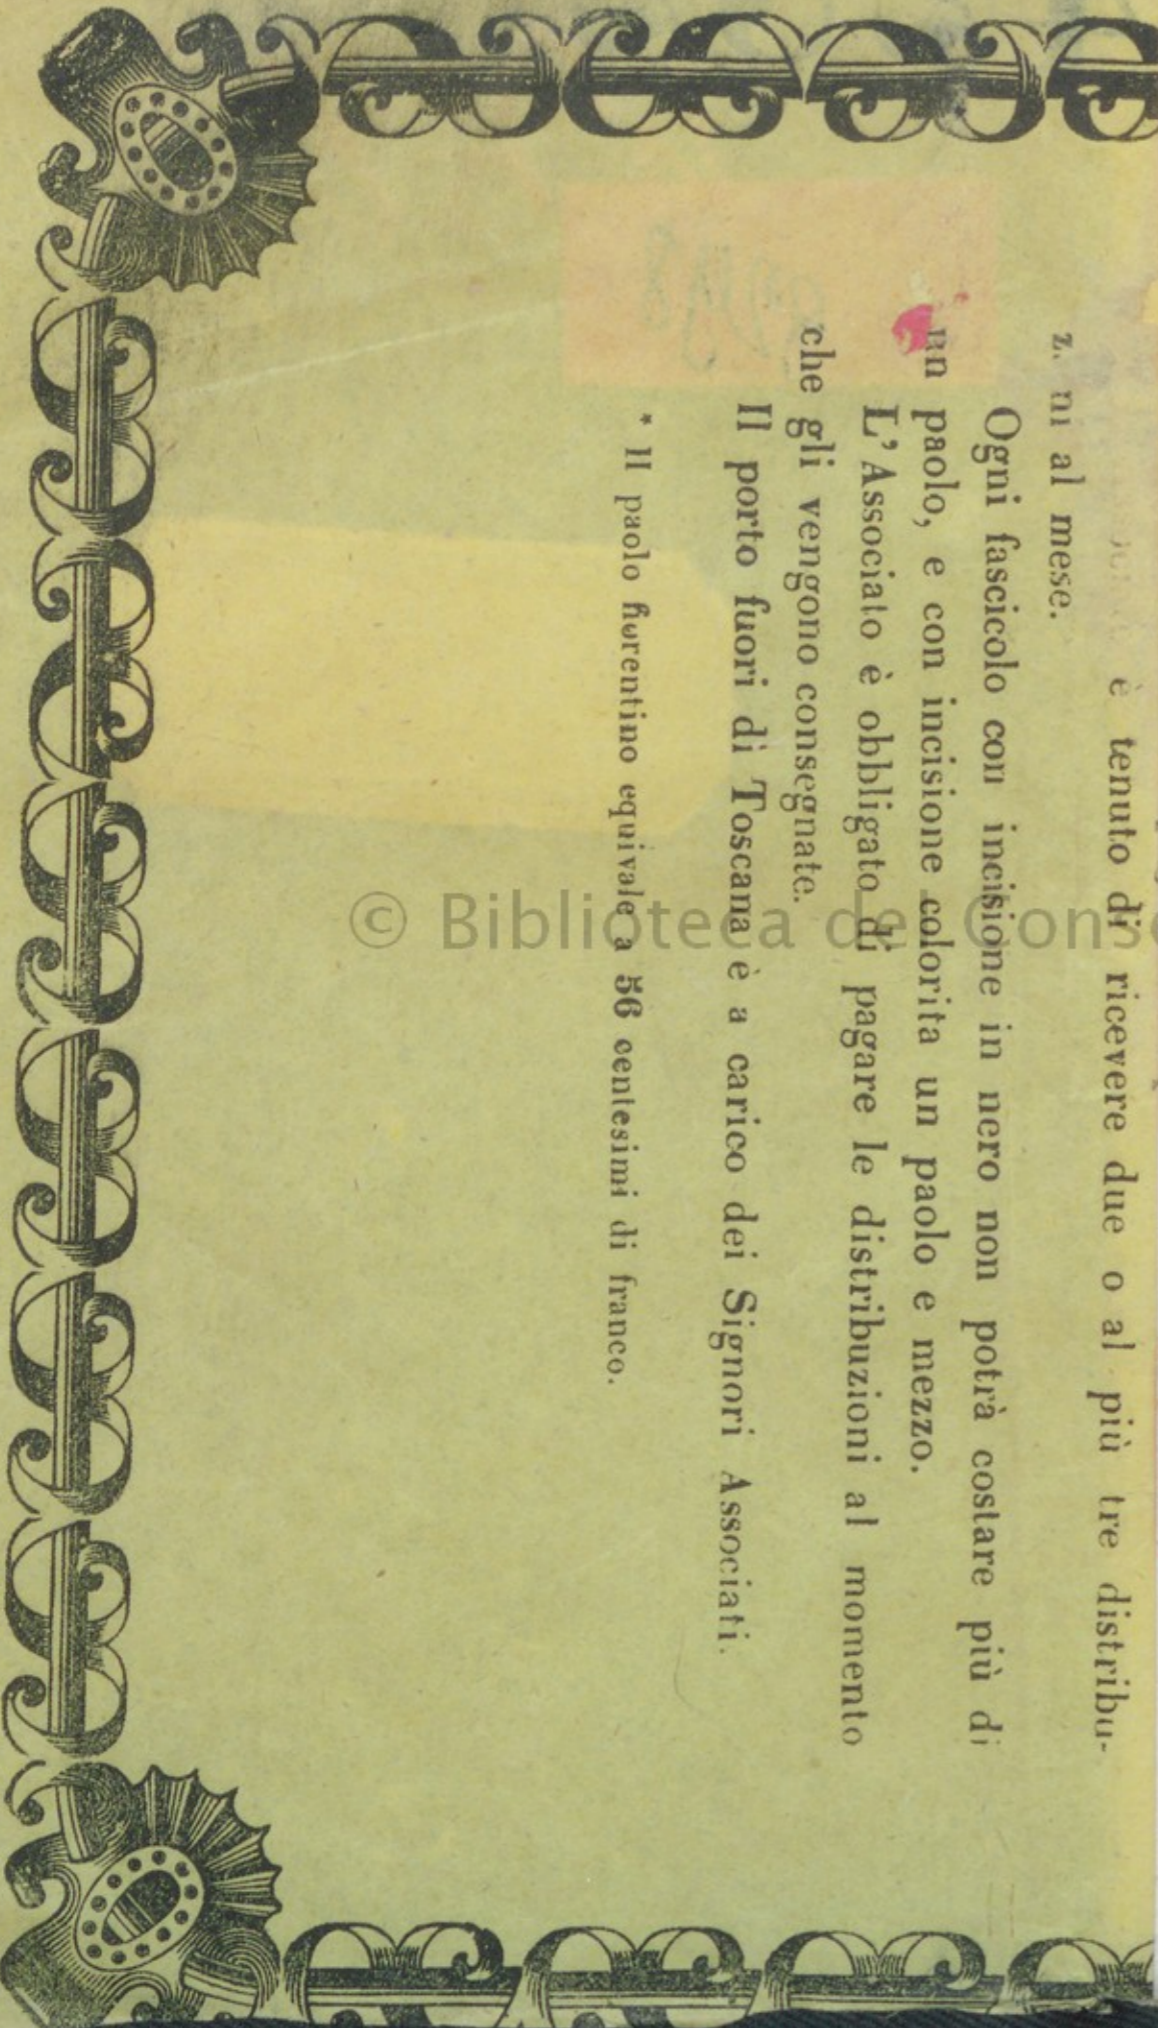 è tenuto di ricevere due o al più tre distribu-
z. ni al mese.
Ogni fascicolo con incisione in nero non potrà costare più di
un paolo, e con incisione colorita un paolo e mezzo.
L'Associato è obbligato di pagare le distribuzioni al momento
che gli vengono consegnate.
Il porto fuori di Toscana è a carico dei Signori Associati.
* Il paolo fiorentino equivale a 56 centesimi di franco.
© Biblioteca del Cons